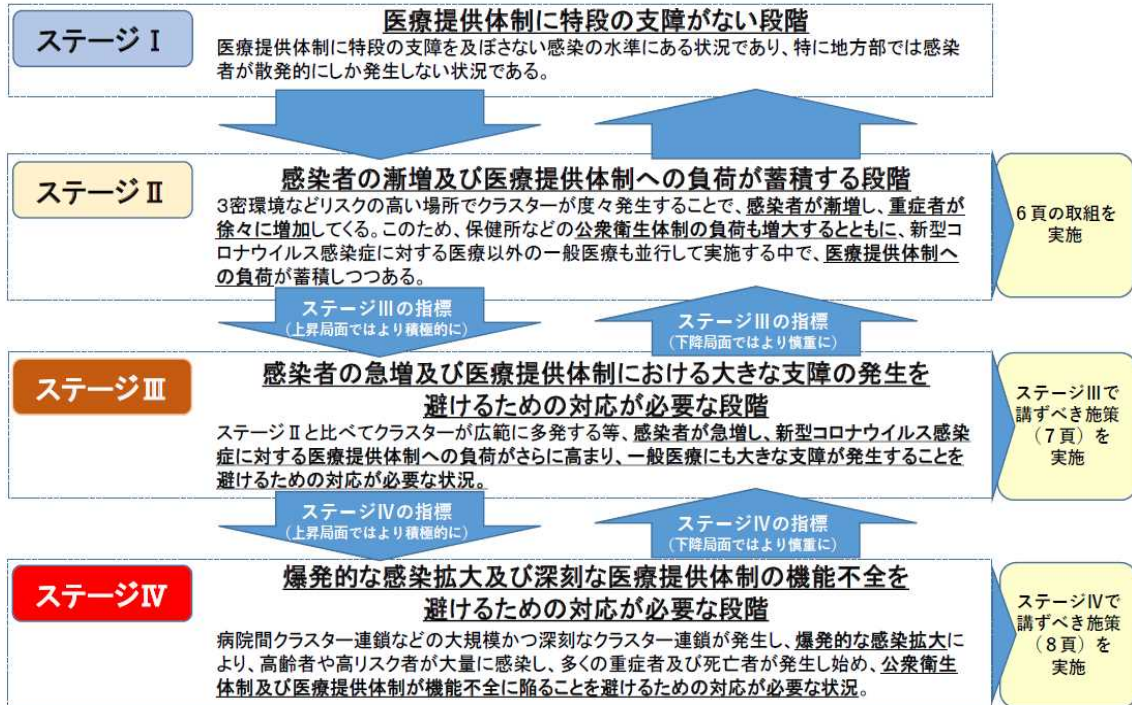 ステージⅠ
医療提供体制に特段の支障がない段階
医療提供体制に特段の支障を及ぼさない感染の水準にある状況であり、特に地方部では感染
者が散発的にしか発生しない状況である。
ステージⅡ
感染者の漸増及び医療提供体制への負荷が蓄積する段階
3密環境などリスクの高い場所でクラスターが度々発生することで、感染者が漸増し、重症者が
徐々に増加してくる。このため、保健所などの公衆衛生体制の負荷も増大するとともに、新型コ
ロナウイルス感染症に対する医療以外の一般医療も並行して実施する中で、医療提供体制へ
の負荷が蓄積しつつある。
6頁の取組を
実施
ステージⅢの指標
(上昇局面ではより積極的に)
ステージⅢの指標
(下降局面ではより慎重に)
ステージⅢ
感染者の急増及び医療提供体制における大きな支障の発生を
避けるための対応が必要な段階
ステージⅡと比べてクラスターが広範に多発する等、感染者が急増し、新型コロナウイルス感染
症に対する医療提供体制への負荷がさらに高まり、一般医療にも大きな支障が発生することを
避けるための対応が必要な状況。
ステージⅢで
講ずべき施策
(7頁)を
実施
ステージⅣの指標
(上昇局面ではより積極的に)
ステージⅣの指標
(下降局面ではより慎重に)
ステージⅣ
爆発的な感染拡大及び深刻な医療提供体制の機能不全を
避けるための対応が必要な段階
病院間クラスター連鎖などの大規模かつ深刻なクラスター連鎖が発生し、爆発的な感染拡大に
より、高齢者や高リスク者が大量に感染し、多くの重症者及び死亡者が発生し始め、公衆衛生
体制及び医療提供体制が機能不全に陥ることを避けるための対応が必要な状況。
ステージⅣで
講ずべき施策
(8頁)を
実施